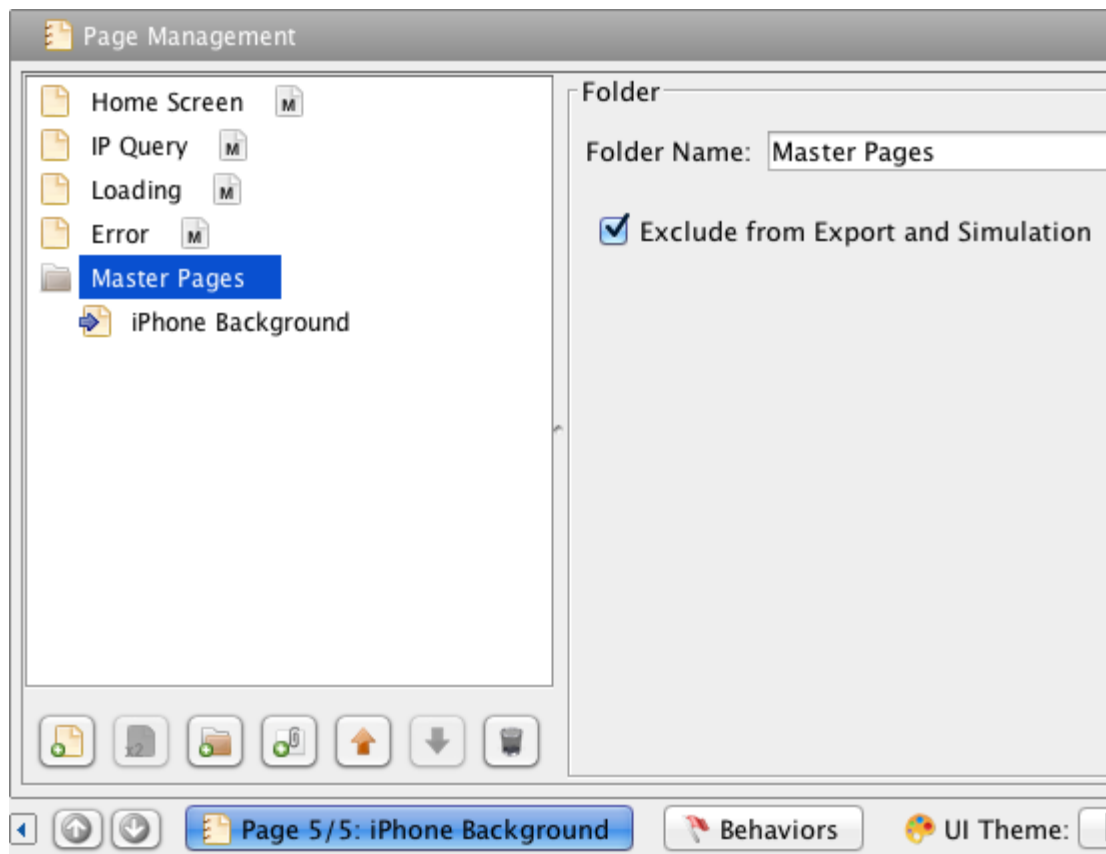 Page Management
Home Screen M
IP Query M
Loading M
Error M
Master Pages
iPhone Background
Folder
Folder Name: Master Pages
Exclude from Export and Simulation
x2
Page 5/5: iPhone Background
Behaviors
UI Theme: